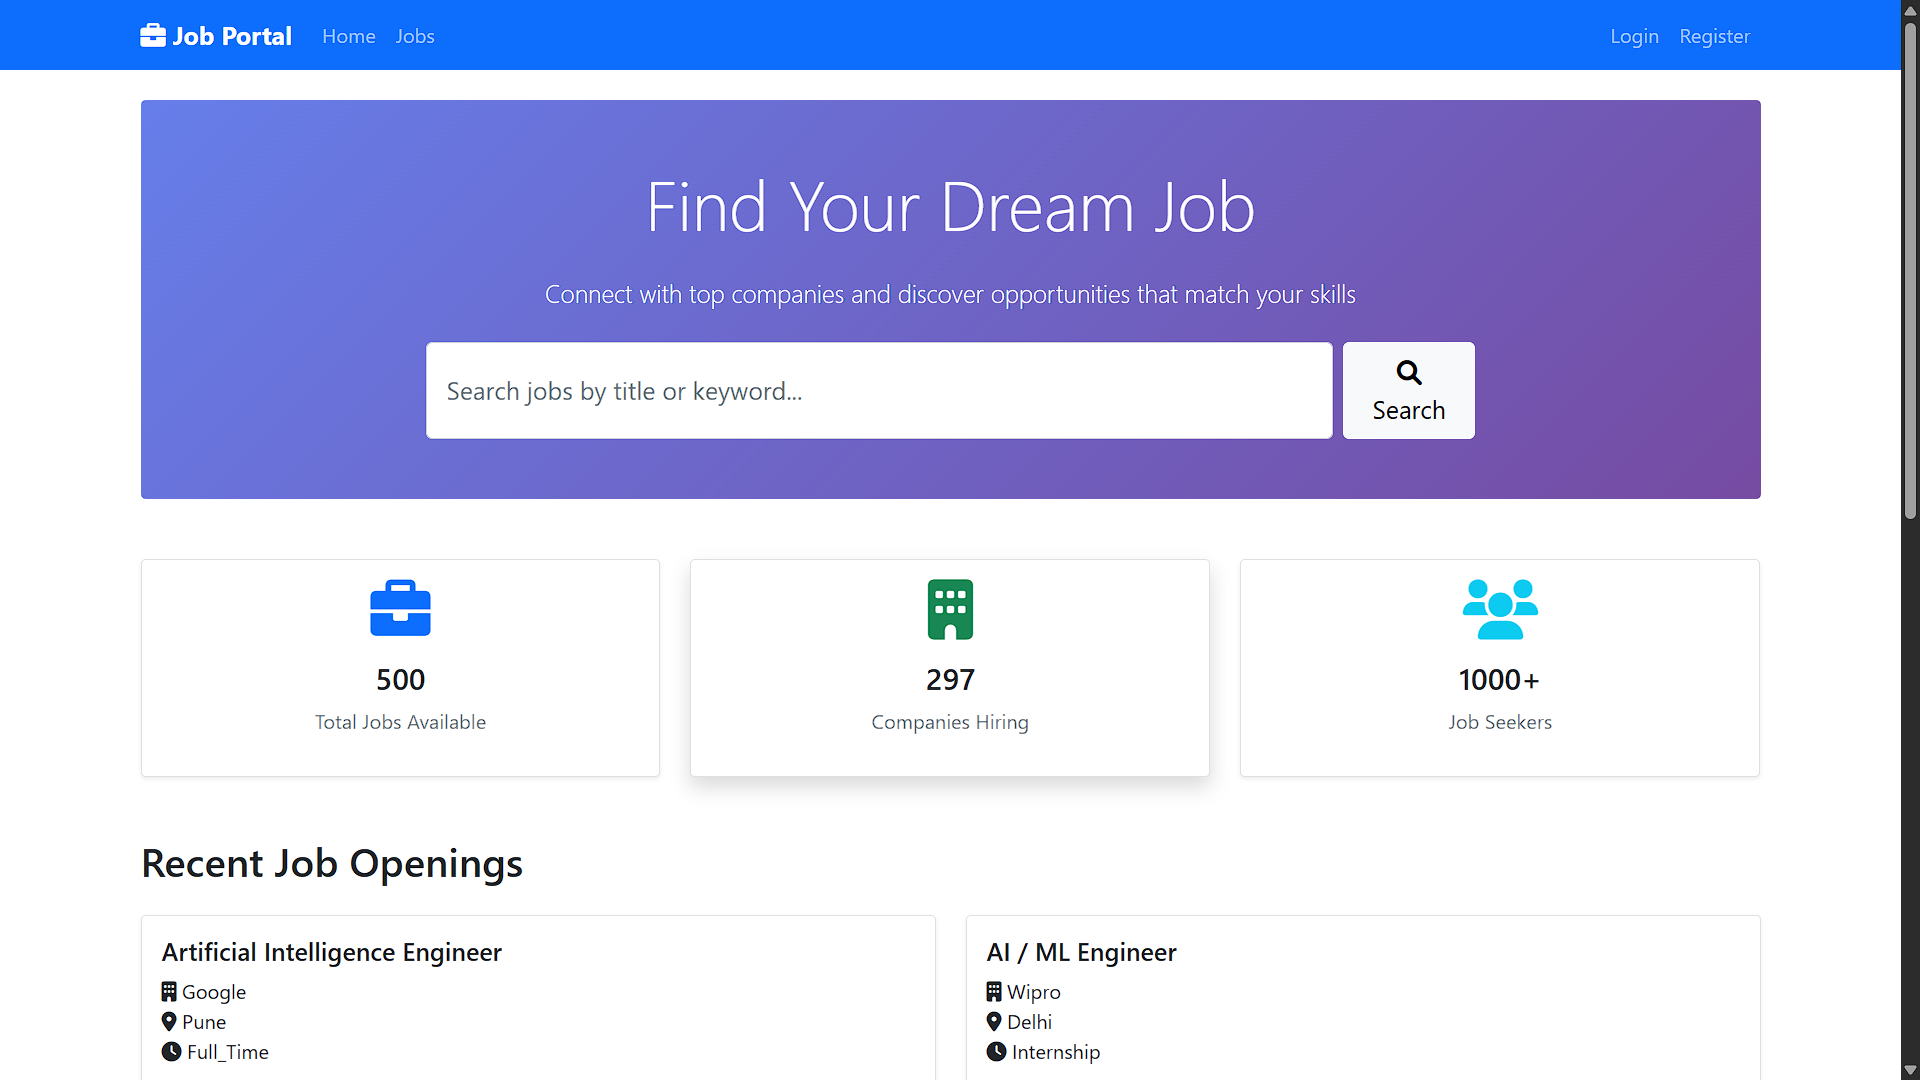 Job Portal Home Jobs Login Register
Find Your Dream Job
Connect with top companies and discover opportunities that match your skills
Search jobs by title or keyword...
Search
500
Total Jobs Available
297
Companies Hiring
1000+
Job Seekers
Recent Job Openings
Artificial Intelligence Engineer
Google
Pune
Full_Time
AI / ML Engineer
Wipro
Delhi
Internship